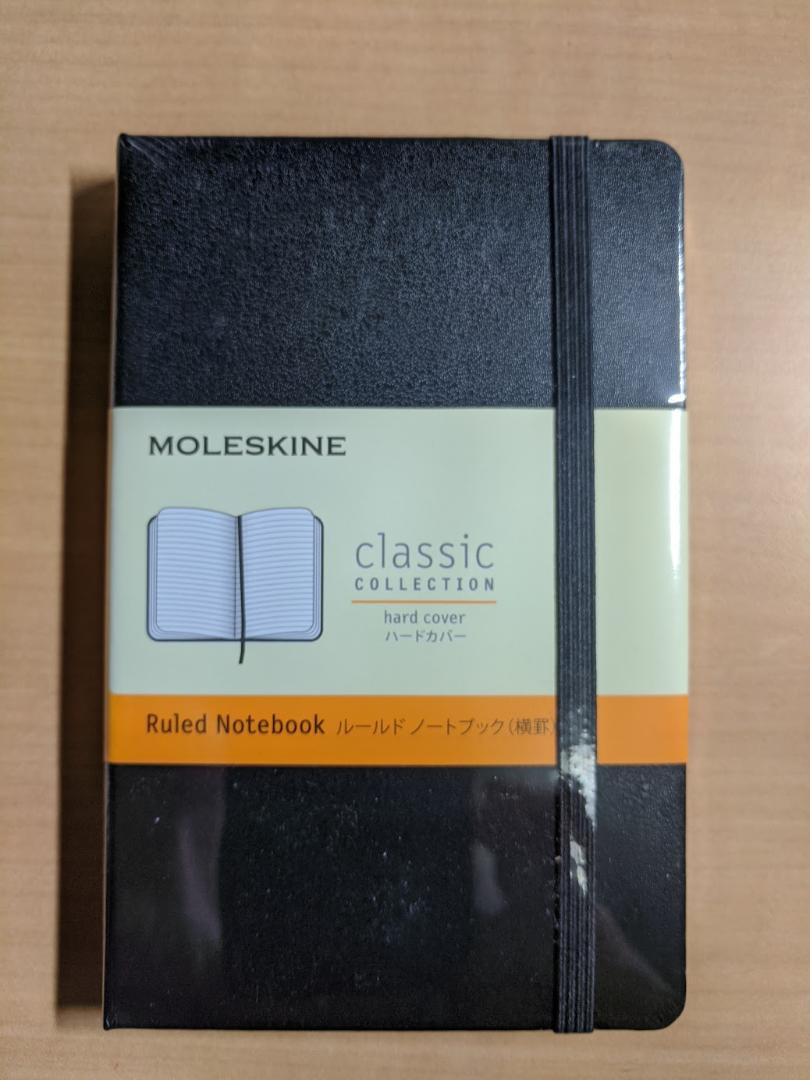 MOLESKINE
classic
COLLECTION
hard cover
ハードカバー
Ruled Notebook ルールド ノートブック(横罫)